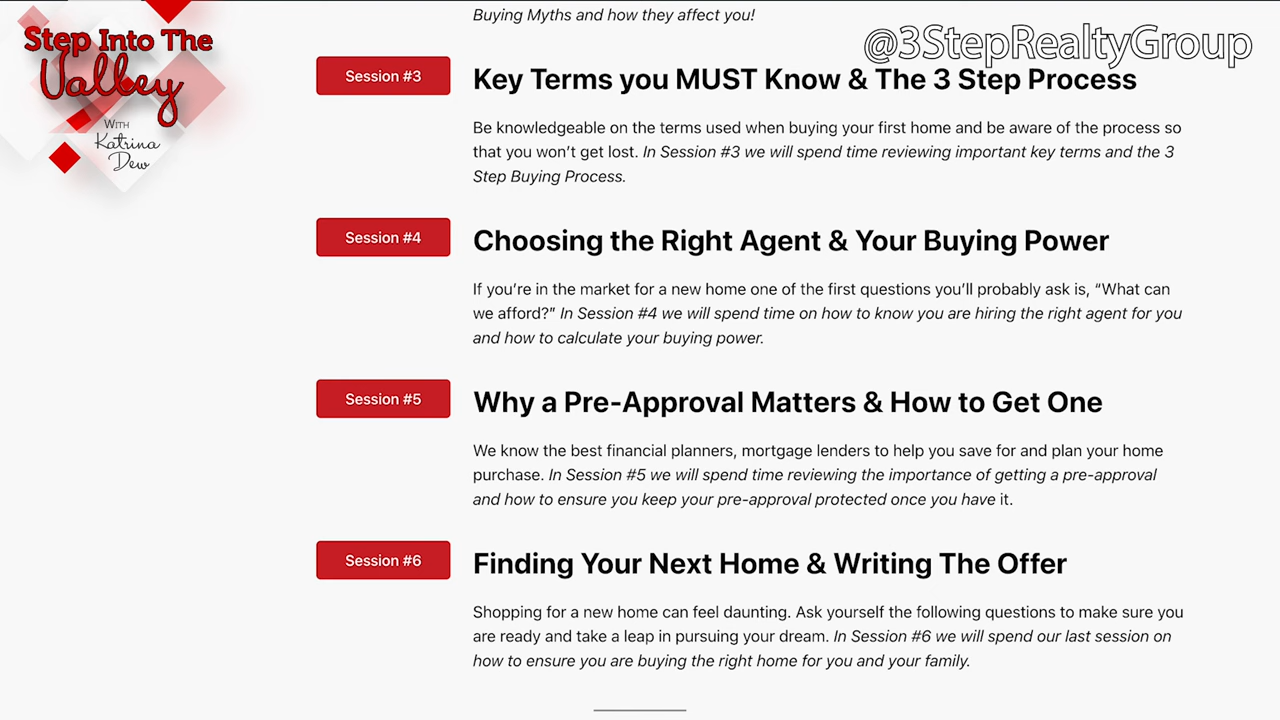 Step Into The
Valley
With
Katrina
Dew
@3StepRealtyGroup
Buying Myths and how they affect you!
Session #3
Key Terms you MUST Know & The 3 Step Process
Be knowledgeable on the terms used when buying your first home and be aware of the process so
that you won’t get lost. In Session #3 we will spend time reviewing important key terms and the 3
Step Buying Process.
Session #4
Choosing the Right Agent & Your Buying Power
If you’re in the market for a new home one of the first questions you’ll probably ask is, “What can
we afford?” In Session #4 we will spend time on how to know you are hiring the right agent for you
and how to calculate your buying power.
Session #5
Why a Pre-Approval Matters & How to Get One
We know the best financial planners, mortgage lenders to help you save for and plan your home
purchase. In Session #5 we will spend time reviewing the importance of getting a pre-approval
and how to ensure you keep your pre-approval protected once you have it.
Session #6
Finding Your Next Home & Writing The Offer
Shopping for a new home can feel daunting. Ask yourself the following questions to make sure you
are ready and take a leap in pursuing your dream. In Session #6 we will spend our last session on
how to ensure you are buying the right home for you and your family.